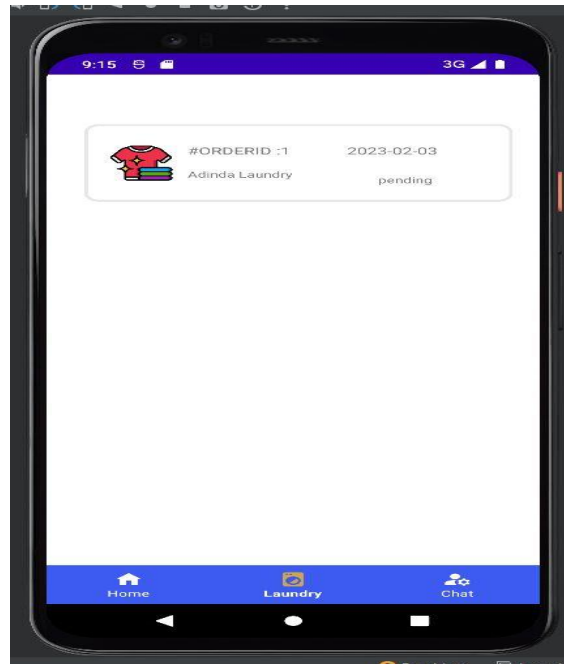 9:15
3G
#ORDERID :1
2023-02-03
Adinda Laundry
pending
Home
Laundry
Chat